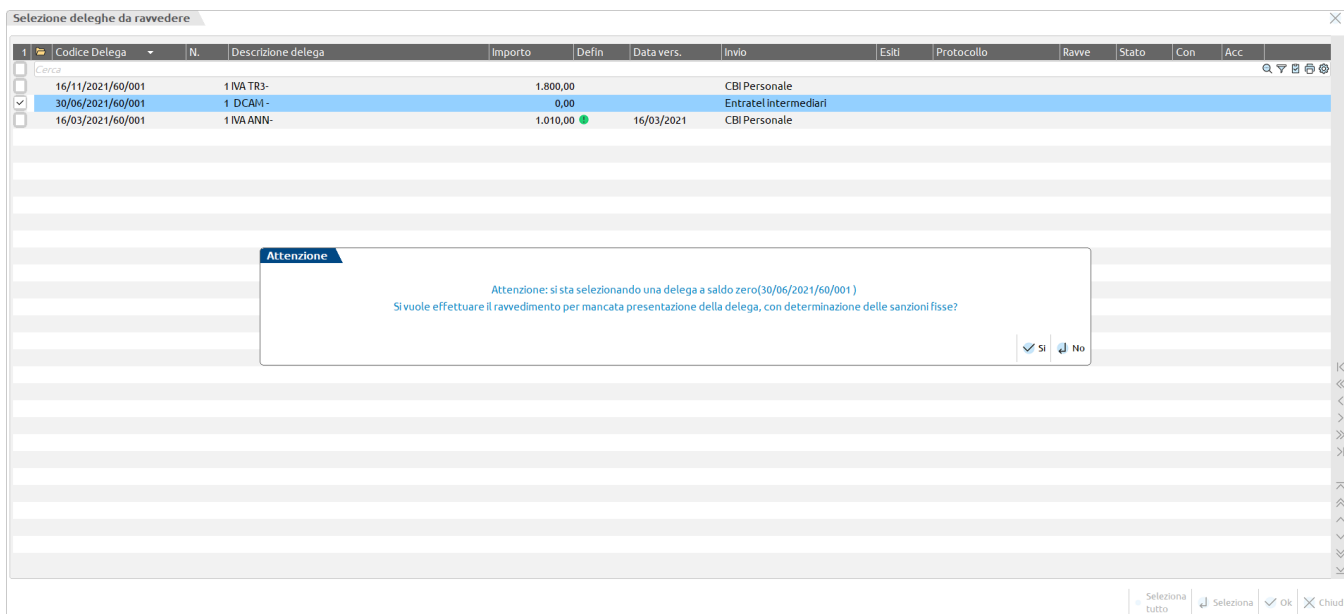 Selezione deleghe da ravvedere
1 Codice Delega N. Descrizione delega Importo Defin Data vers. Invio Esiti Protocollo Ravve Stato Con Acc
Cerca
16/11/2021/60/001 1 IVA TR3- 1.800,00 CBI Personale
30/06/2021/60/001 1 DCAM - 0,00 Entratel intermediari
16/03/2021/60/001 1 IVA ANN- 1.010,00 16/03/2021 CBI Personale
Attenzione
Attenzione: si sta selezionando una delega a saldo zero(30/06/2021/60/001 )
Si vuole effettuare il ravvedimento per mancata presentazione della delega, con determinazione delle sanzioni fisse?
Si No
Seleziona tutto Seleziona Ok Chiud